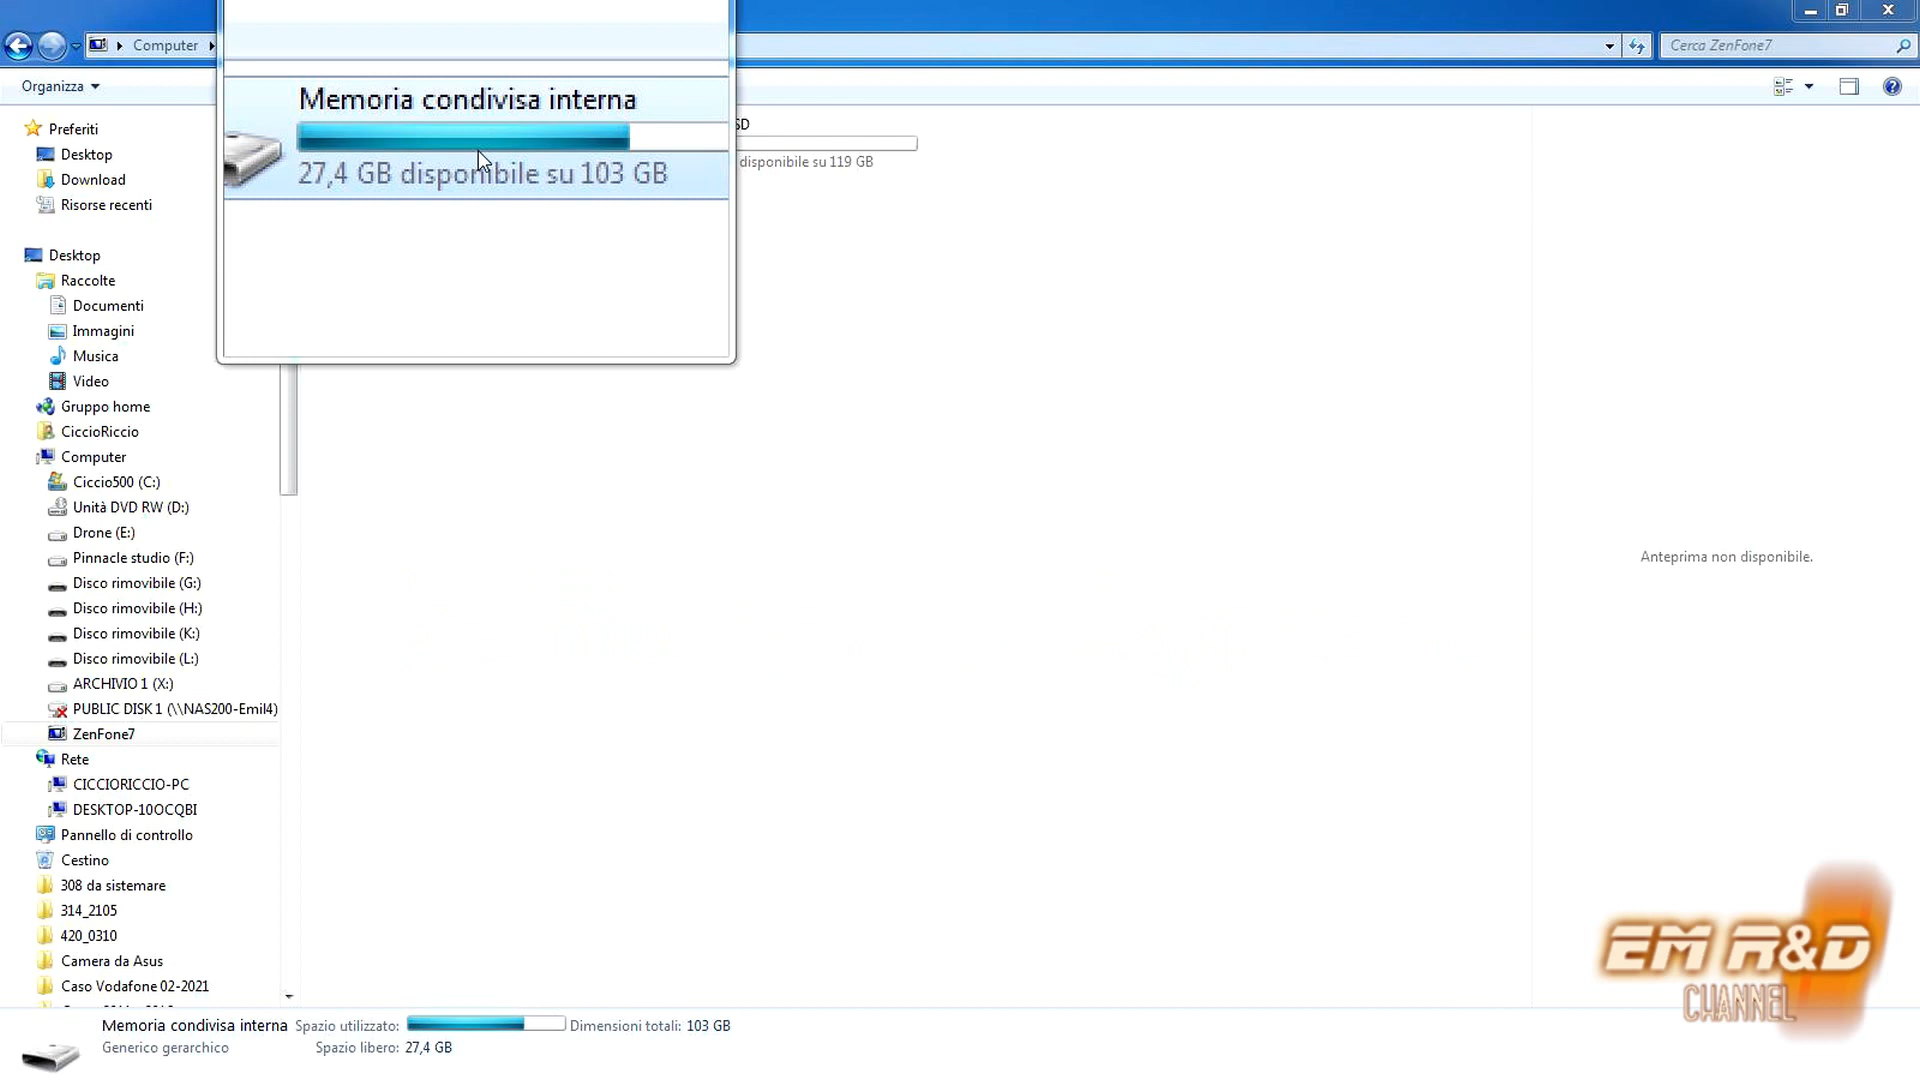 Computer
Cerca ZenFone7
Organizza
Memoria condivisa interna
27,4 GB disponibile su 103 GB
SD
disponibile su 119 GB
Preferiti
Desktop
Download
Risorse recenti
Desktop
Raccolte
Documenti
Immagini
Musica
Video
Gruppo home
CiccioRiccio
Computer
Ciccio500 (C:)
Unità DVD RW (D:)
Drone (E:)
Pinnacle studio (F:)
Disco rimovibile (G:)
Disco rimovibile (H:)
Disco rimovibile (K:)
Disco rimovibile (L:)
ARCHIVIO 1 (X:)
PUBLIC DISK 1 (\\NAS200-Emil4)
ZenFone7
Rete
CICCIORICCIO-PC
DESKTOP-10OCQBI
Pannello di controllo
Cestino
308 da sistemare
314_2105
420_0310
Camera da Asus
Caso Vodafone 02-2021
Anteprima non disponibile.
EM R&D
CHANNEL
Memoria condivisa interna Spazio utilizzato: Dimensioni totali: 103 GB
Generico gerarchico Spazio libero: 27,4 GB